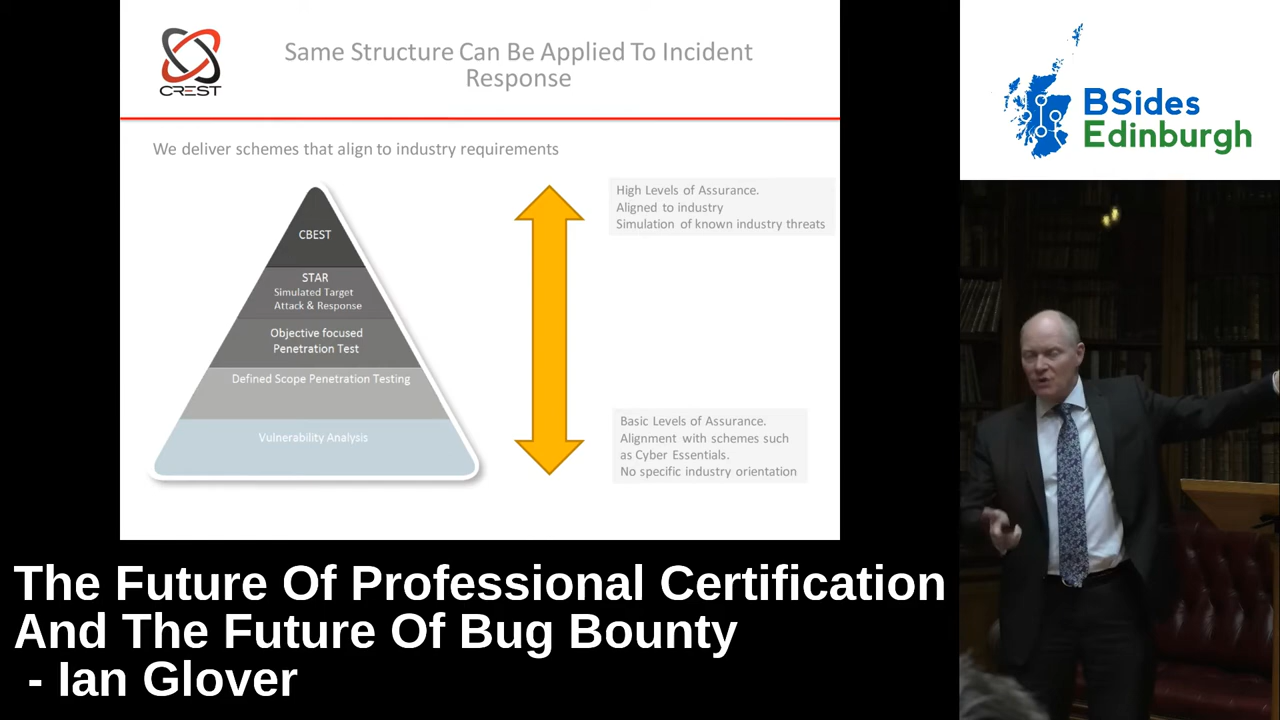 CREST
Same Structure Can Be Applied To Incident
Response
We deliver schemes that align to industry requirements
CBEST
STAR
Simulated Target
Attack & Response
Objective focused
Penetration Test
Defined Scope Penetration Testing
Vulnerability Analysis
High Levels of Assurance.
Aligned to industry
Simulation of known industry threats
Basic Levels of Assurance.
Alignment with schemes such
as Cyber Essentials.
No specific industry orientation
BSides
Edinburgh
The Future Of Professional Certification
And The Future Of Bug Bounty
- Ian Glover